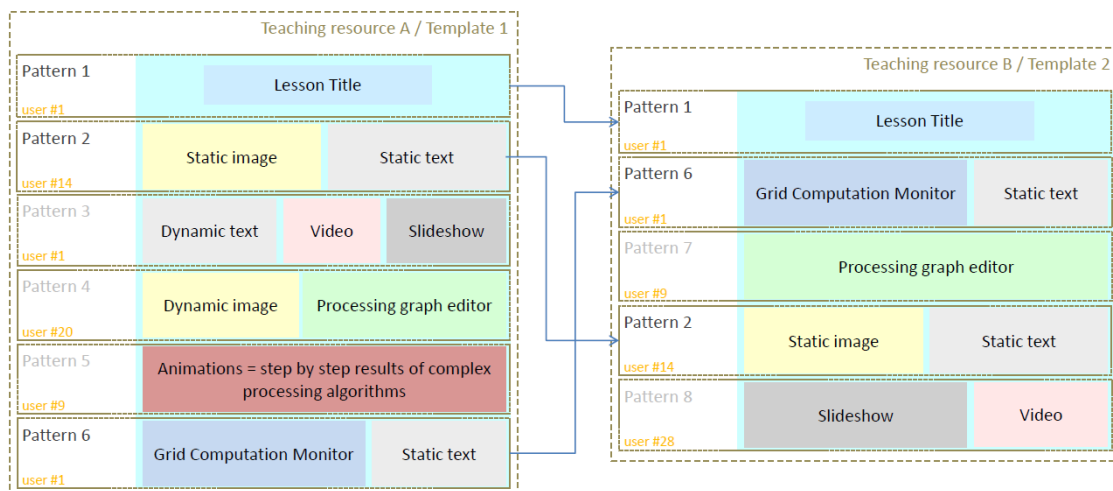 Teaching resource A / Template 1
Pattern 1
Lesson Title
user #1
Pattern 2
Static image
Static text
user #14
Pattern 3
Dynamic text
Video
Slideshow
user #1
Pattern 4
Dynamic image
Processing graph editor
user #20
Pattern 5
Animations = step by step results of complex
processing algorithms
user #9
Pattern 6
Grid Computation Monitor
Static text
user #1
Teaching resource B / Template 2
Pattern 1
Lesson Title
user #1
Pattern 6
Grid Computation Monitor
Static text
user #1
Pattern 7
Processing graph editor
user #9
Pattern 2
Static image
Static text
user #14
Pattern 8
Slideshow
Video
user #28